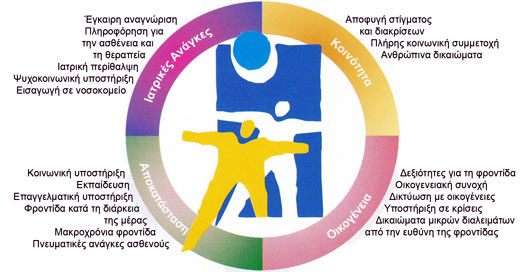 Έγκαιρη αναγνώριση
Πληροφόρηση για
την ασθένεια και
τη θεραπεία
Ιατρική περίθαλψη
Ψυχοκοινωνική υποστήριξη
Εισαγωγή σε νοσοκομείο
Ιατρικές Ανάγκες
Κοινότητα
Αποφυγή στίγματος
και διακρίσεων
Πλήρης κοινωνική συμμετοχή
Ανθρώπινα δικαιώματα
Κοινωνική υποστήριξη
Εκπαίδευση
Επαγγελματική υποστήριξη
Φροντίδα κατά τη διάρκεια
της μέρας
Μακροχρόνια φροντίδα
Πνευματικές ανάγκες ασθενούς
Αποκατάσταση
Οικογένεια
Δεξιότητες για τη φροντίδα
Οικογενειακή συνοχή
Δικτύωση με οικογένειες
Υποστήριξη σε κρίσεις
Δικαιώματα μικρών διαλειμάτων
από την ευθύνη της φροντίδας